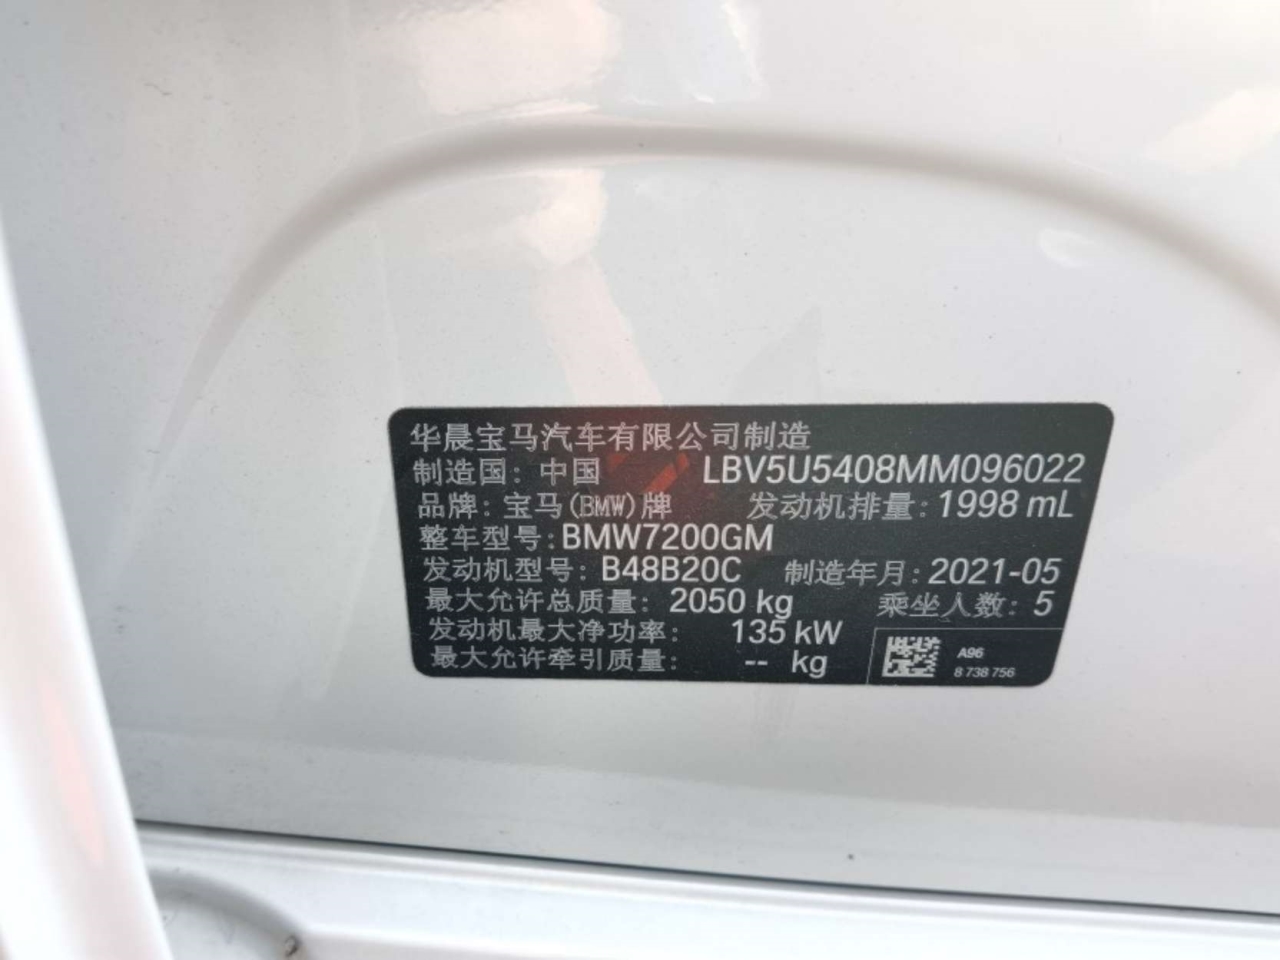 华晨宝马汽车有限公司制造
制造国：中国 LBV5U5408MM096022
品牌：宝马(BMW)牌 发动机排量：1998 mL
整车型号：BMW7200GM
发动机型号：B48B20C 制造年月：2021-05
最大允许总质量：2050 kg 乘坐人数：5
发动机最大净功率： 135 kW
最大允许牵引质量： -- kg
A96
8 738 756